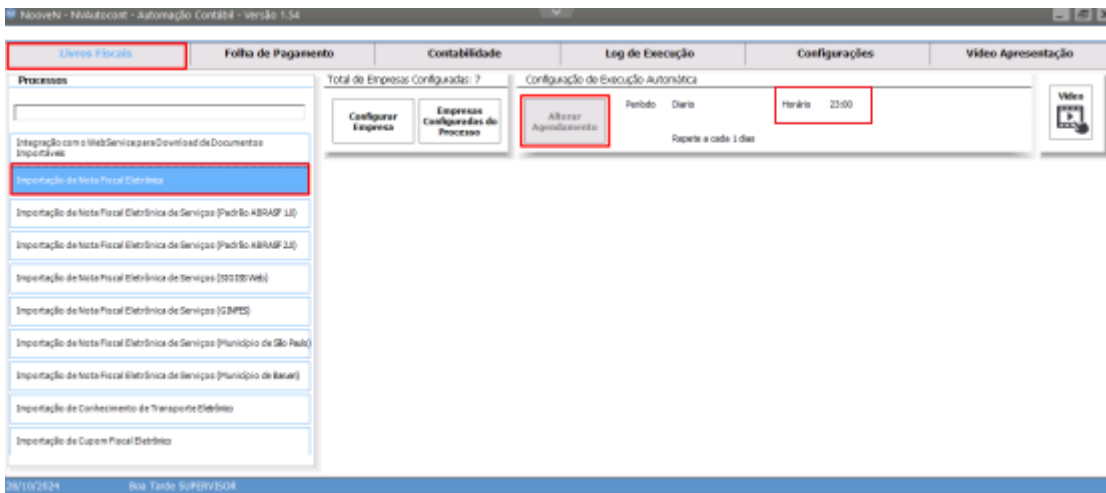 NooveN - NVAutocont - Automação Contábil - Versão 1.54
Livros Fiscais
Folha de Pagamento
Contabilidade
Log de Execução
Configurações
Vídeo Apresentação
Processos
Total de Empresas Configuradas: 7
Configuração de Execução Automática
Configurar
Empresa
Empresas
Configuradas do
Processo
Alterar
Agendamento
Período Diario
Horário 23:00
Repete a cada 1 dias
Vídeo
Integração com o WebService para Download de Documentos
Importáveis
Importação de Nota Fiscal Eletrônica
Importação de Nota Fiscal Eletrônica de Serviços (Padrão ABRASF 1.0)
Importação de Nota Fiscal Eletrônica de Serviços (Padrão ABRASF 2.0)
Importação de Nota Fiscal Eletrônica de Serviços (SIGISS Web)
Importação de Nota Fiscal Eletrônica de Serviços (GINFES)
Importação de Nota Fiscal Eletrônica de Serviços (Município de São Paulo)
Importação de Nota Fiscal Eletrônica de Serviços (Município de Barueri)
Importação de Conhecimento de Transporte Eletrônico
Importação de Cupom Fiscal Eletrônico
28/10/2024 Boa Tarde SUPERVISOR